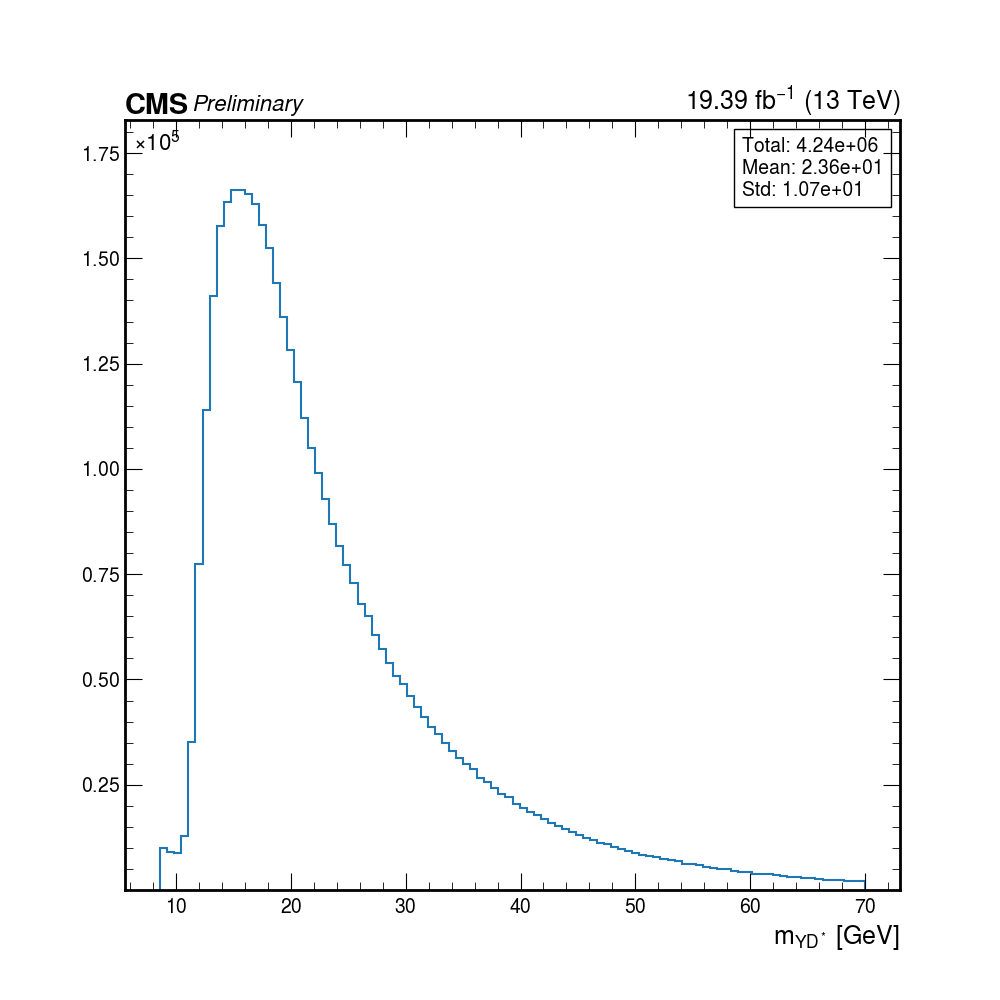 CMS Preliminary 19.39 fb⁻¹ (13 TeV)
×10⁵
Total: 4.24e+06
Mean: 2.36e+01
Std: 1.07e+01
1.75
1.50
1.25
1.00
0.75
0.50
0.25
10 20 30 40 50 60 70
m_YD* [GeV]